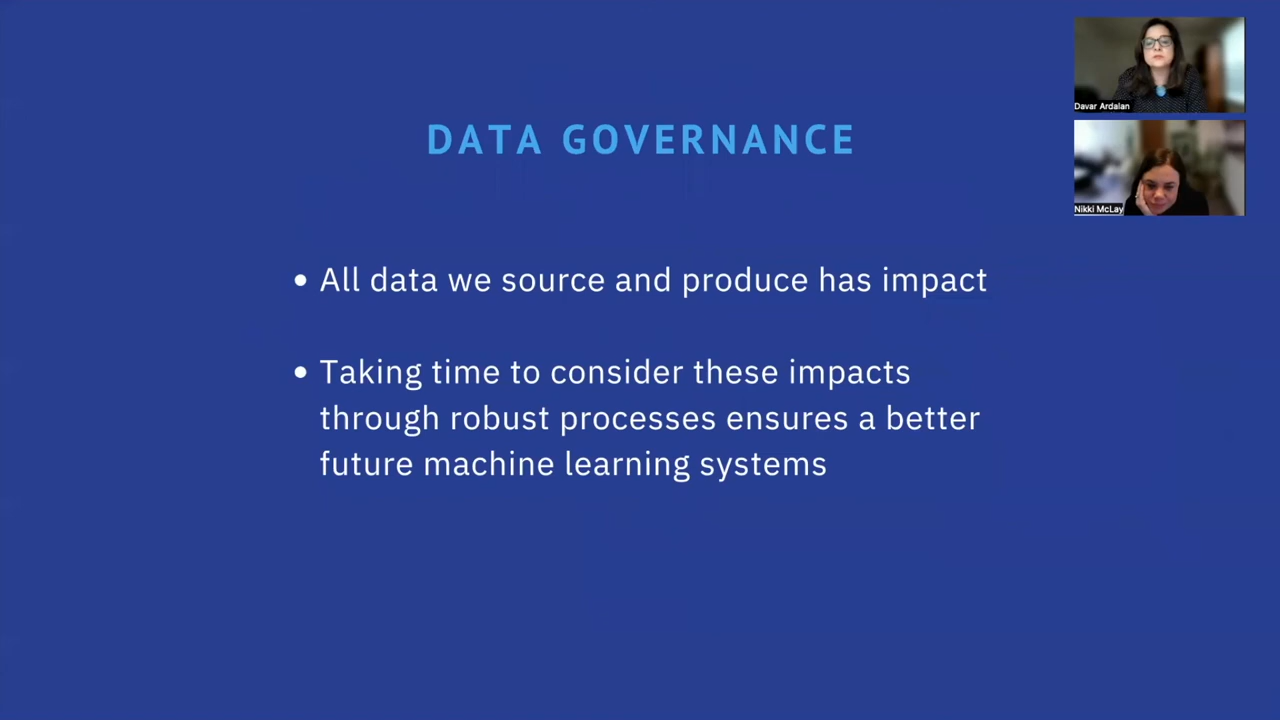 DATA GOVERNANCE
• All data we source and produce has impact
• Taking time to consider these impacts
through robust processes ensures a better
future machine learning systems
Davar Ardalan
Nikki McLay